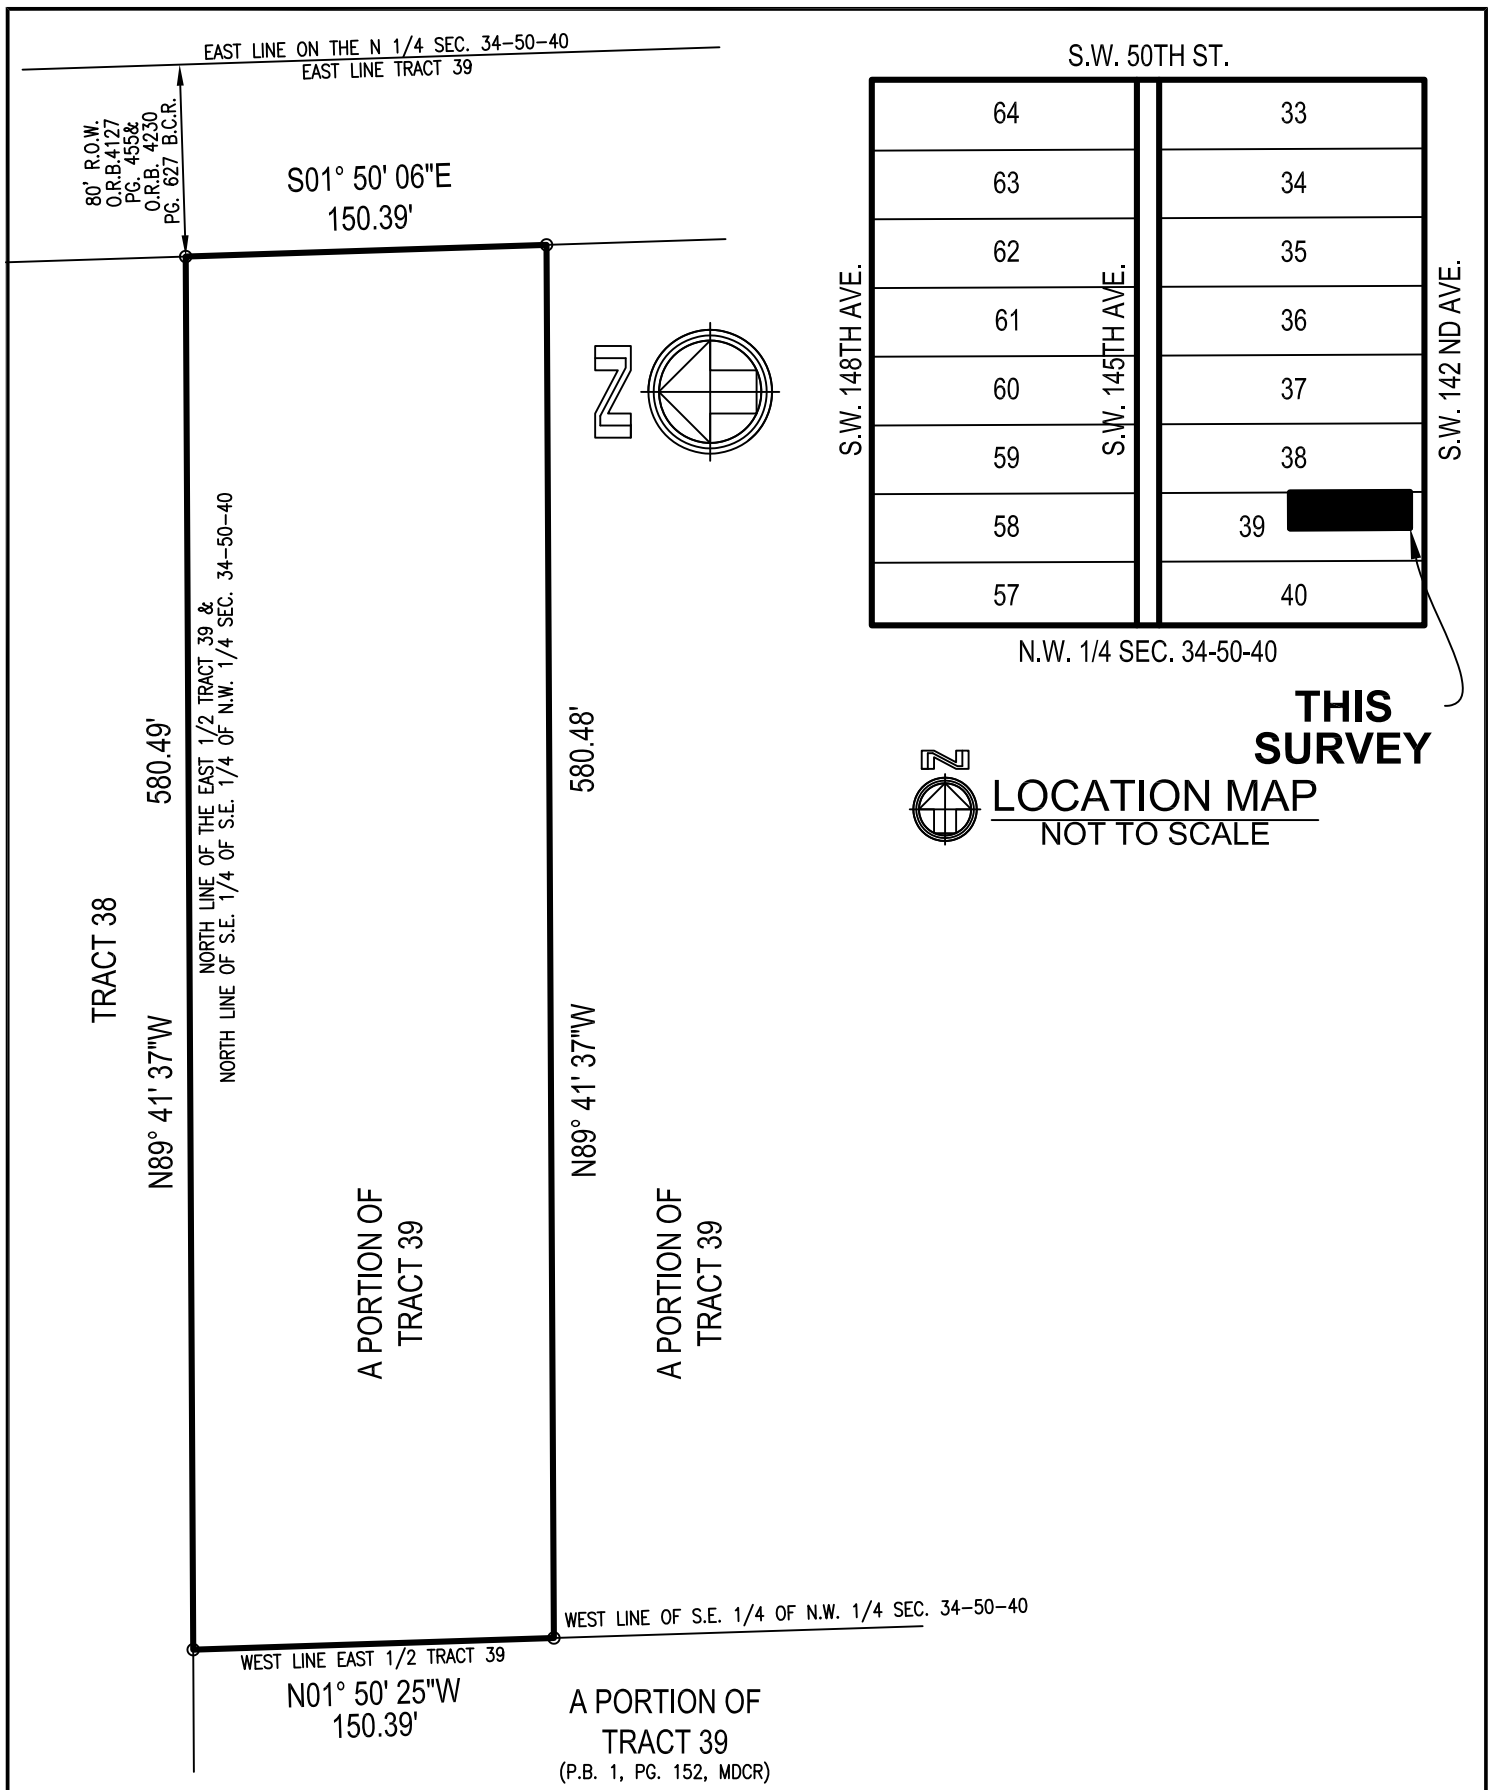 EAST LINE ON THE N 1/4 SEC. 34-50-40
EAST LINE TRACT 39
80' R.O.W.
O.R.B.4127
PG. 455&
O.R.B. 4230
PG. 627 B.C.R.
S01° 50' 06"E
150.39'
N
580.49'
N89° 41' 37"W
TRACT 38
NORTH LINE OF THE EAST 1/2 TRACT 39 &
NORTH LINE OF S.E. 1/4 OF S.E. 1/4 OF N.W. 1/4 SEC. 34-50-40
580.48'
N89° 41' 37"W
A PORTION OF
TRACT 39
A PORTION OF
TRACT 39
WEST LINE OF S.E. 1/4 OF N.W. 1/4 SEC. 34-50-40
WEST LINE EAST 1/2 TRACT 39
N01° 50' 25"W
150.39'
A PORTION OF
TRACT 39
(P.B. 1, PG. 152, MDCR)
S.W. 50TH ST.
S.W. 148TH AVE.
S.W. 145TH AVE.
S.W. 142 ND AVE.
64 33
63 34
62 35
61 36
60 37
59 38
58 39
57 40
N.W. 1/4 SEC. 34-50-40
THIS
SURVEY
N
LOCATION MAP
NOT TO SCALE